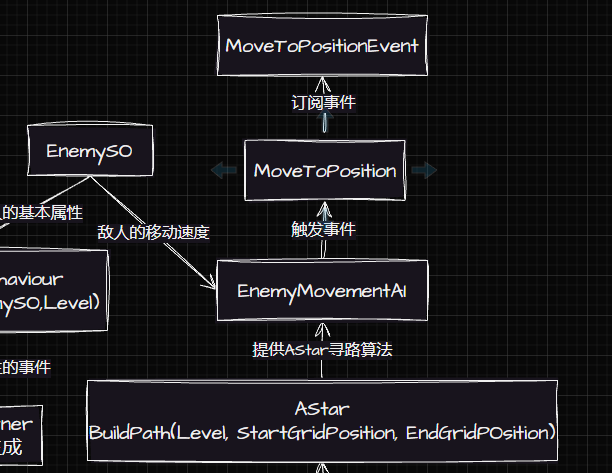 MoveToPositionEvent
订阅事件
EnemySO
MoveToPosition
人的基本属性
敌人的移动速度
触发事件
haviour
nySO,Level)
EnemyMovementAI
提供AStar寻路算法
的事件
AStar
BuildPath(Level, StartGridPosition, EndGridPOsition)
ner
成